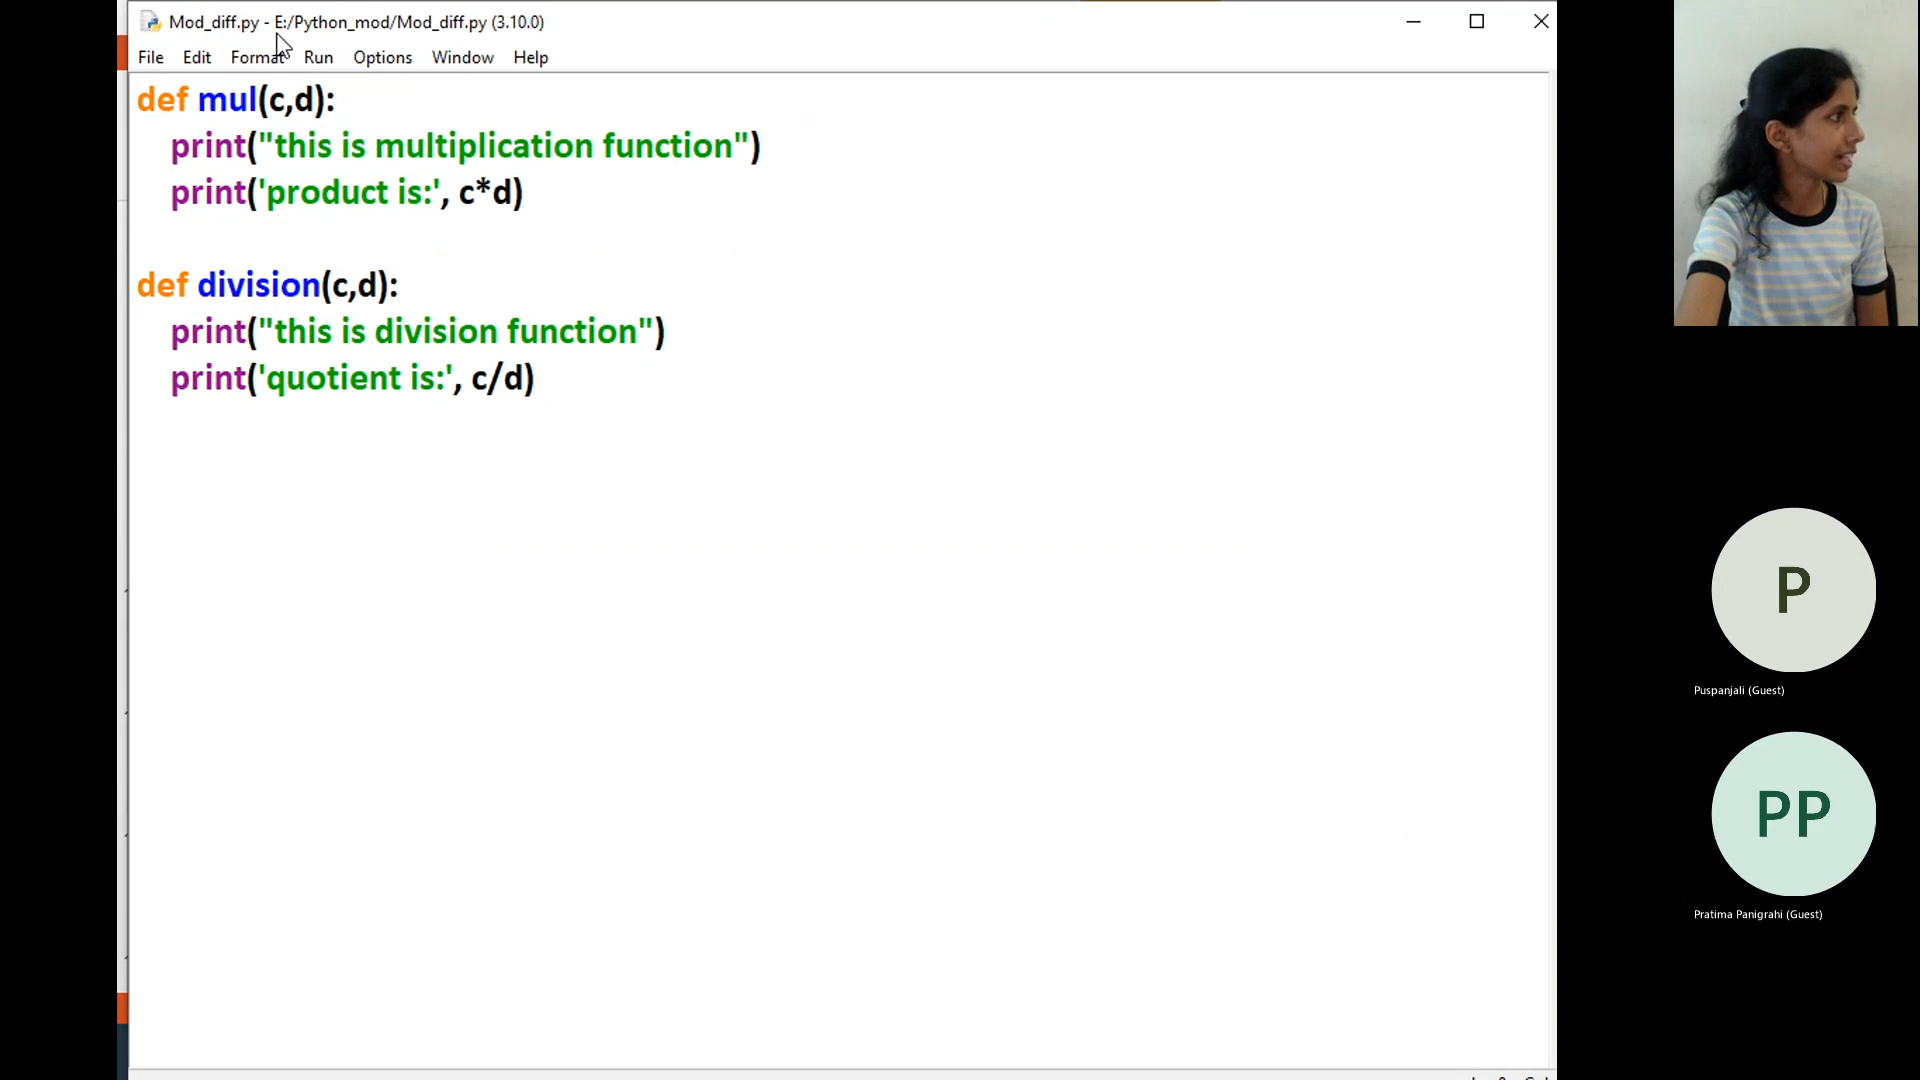 Mod_diff.py - E:/Python_mod/Mod_diff.py (3.10.0)
File Edit Format Run Options Window Help
def mul(c,d):
    print("this is multiplication function")
    print('product is:', c*d)
def division(c,d):
    print("this is division function")
    print('quotient is:', c/d)
P
Puspanjali (Guest)
PP
Pratima Panigrahi (Guest)